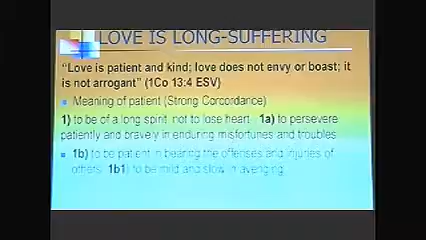 LOVE IS LONG-SUFFERING
“Love is patient and kind; love does not envy or boast; it
is not arrogant” (1Co 13:4 ESV)
Meaning of patient (Strong Concordance)
1) to be of a long spirit, not to lose heart 1a) to persevere
patiently and bravely in enduring misfortunes and troubles
1b) to be patient in bearing the offenses and injuries of
others 1b1) to be mild and slow in avenging